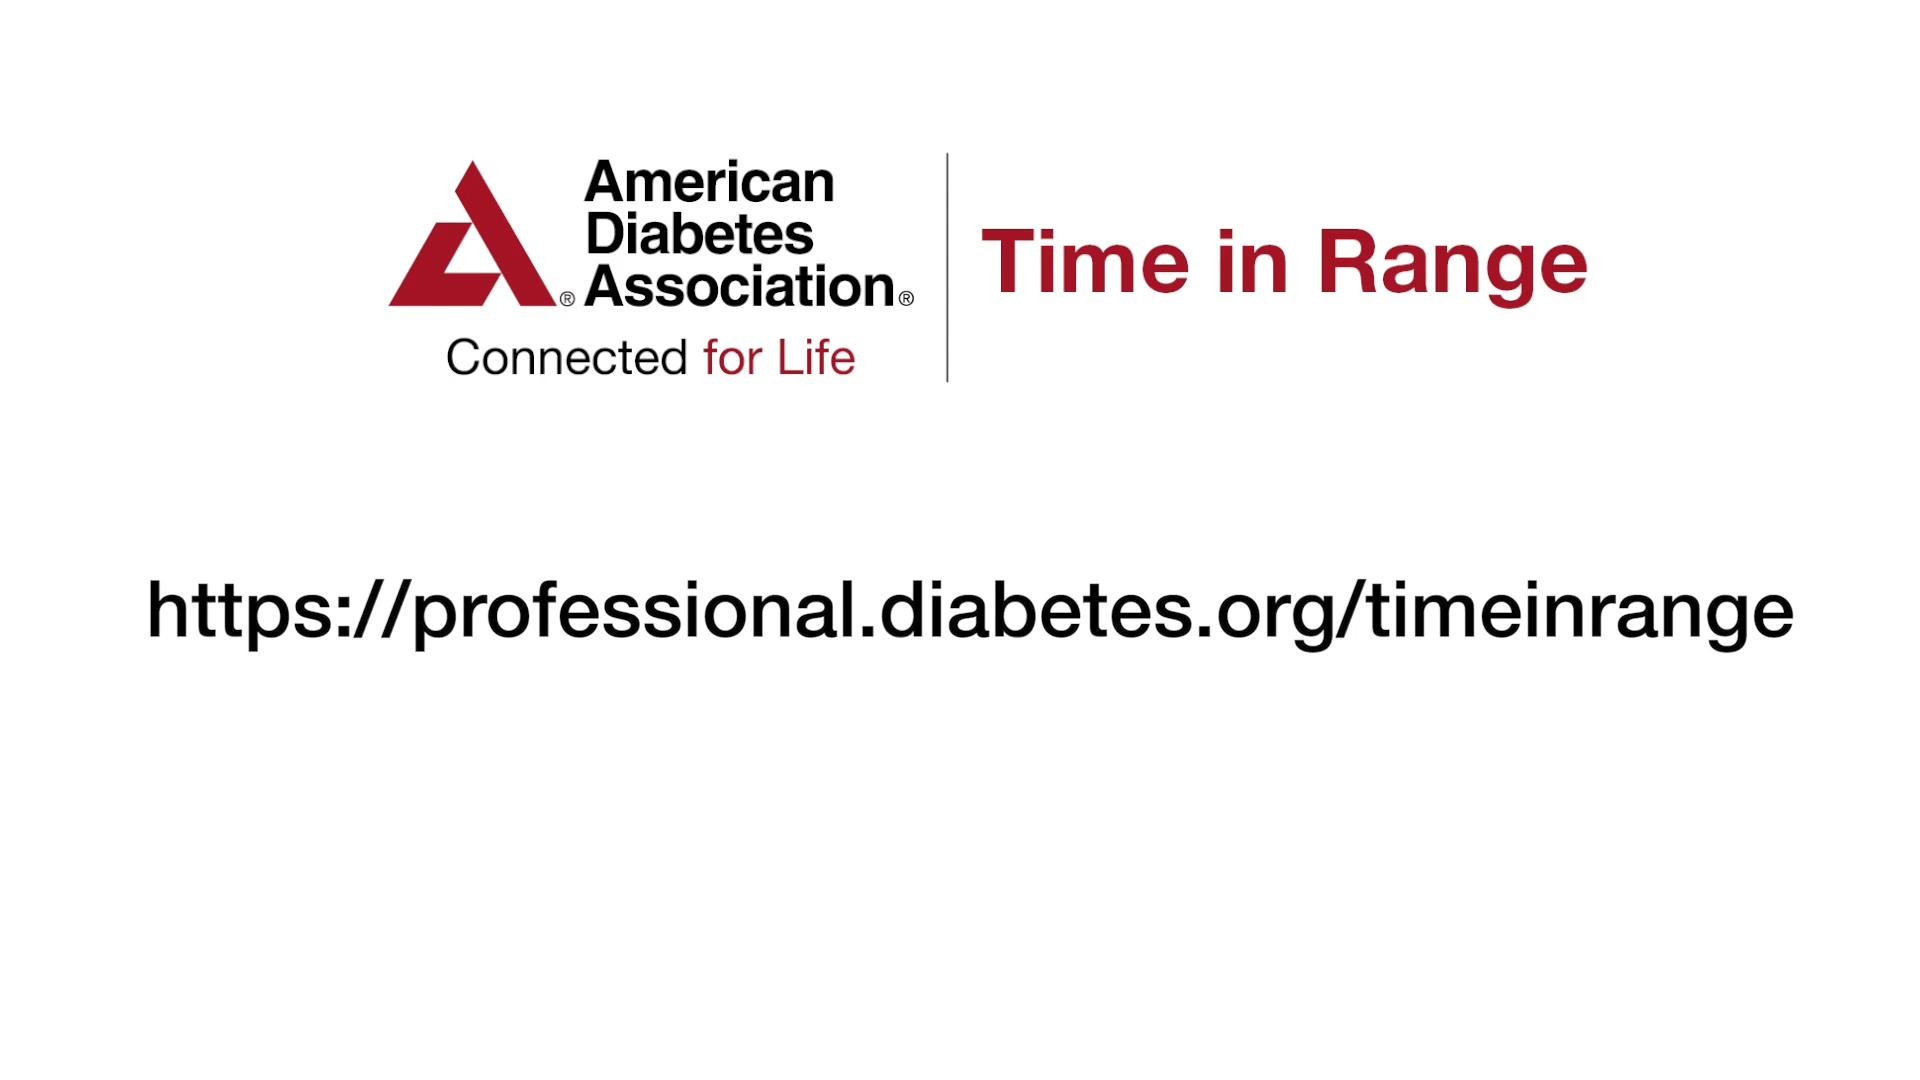 American
Diabetes
® Association®
Connected for Life
Time in Range
https://professional.diabetes.org/timeinrange